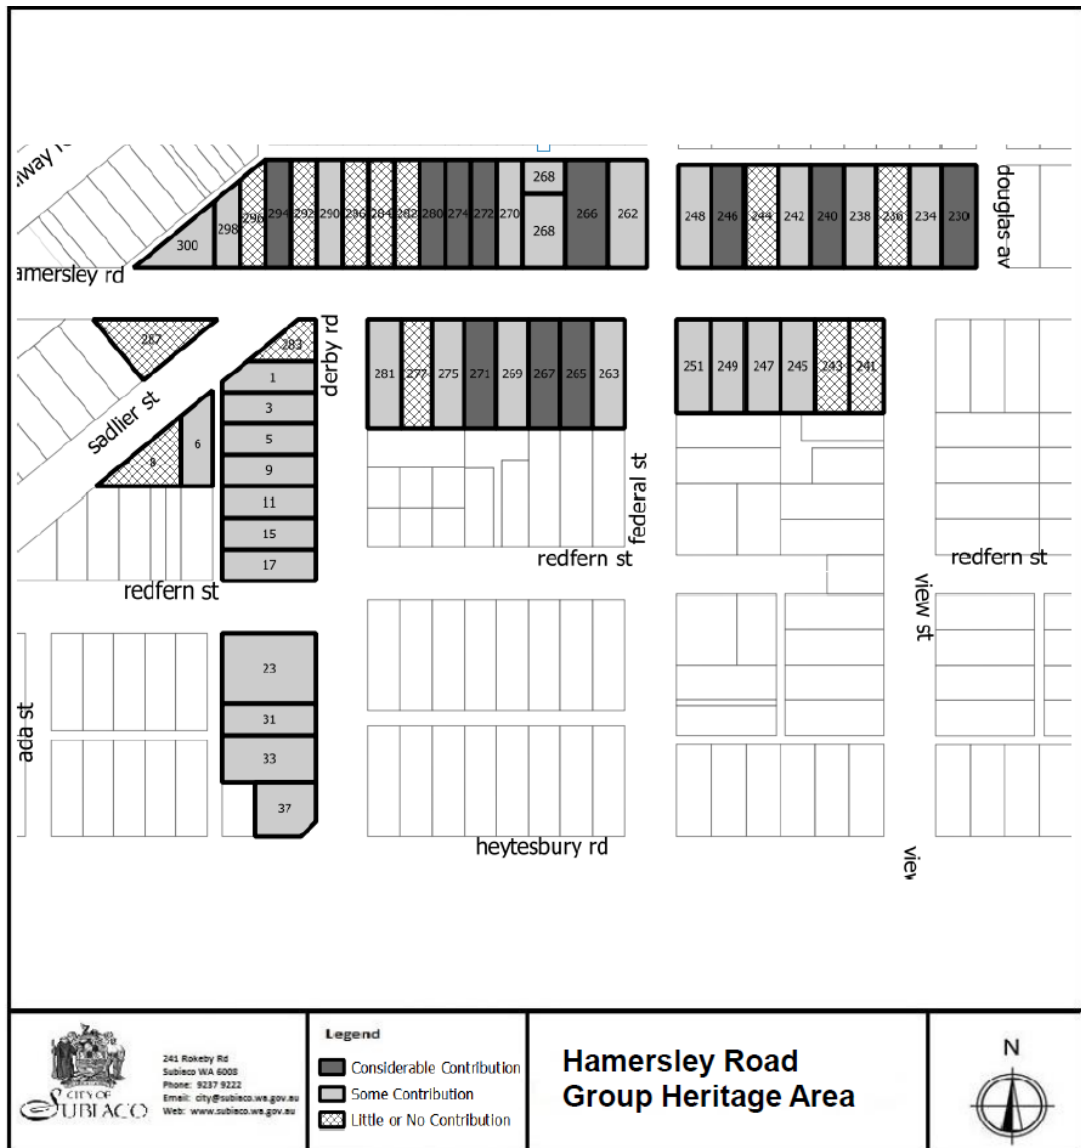 hway r
268
294 292 290 286 284 282 280 274 272 270 266 262
248 246 244 242 240 238 236 234 230
298
268
300
douglas av
amersley rd
287
283
derby rd
1
281 277 275 271 269 267 265 263
251 249 247 245 243 241
3
sadlier st
5
6
8
9
11
federal st
15
redfern st
redfern st
17
redfern st
view st
23
ada st
31
33
37
heytesbury rd
view
CITY OF
SUBIACO
241 Rokeby Rd
Subiaco WA 6008
Phone: 9237 9222
Email: city@subiaco.wa.gov.au
Web: www.subiaco.wa.gov.au
Legend
Considerable Contribution
Some Contribution
Little or No Contribution
Hamersley Road
Group Heritage Area
N